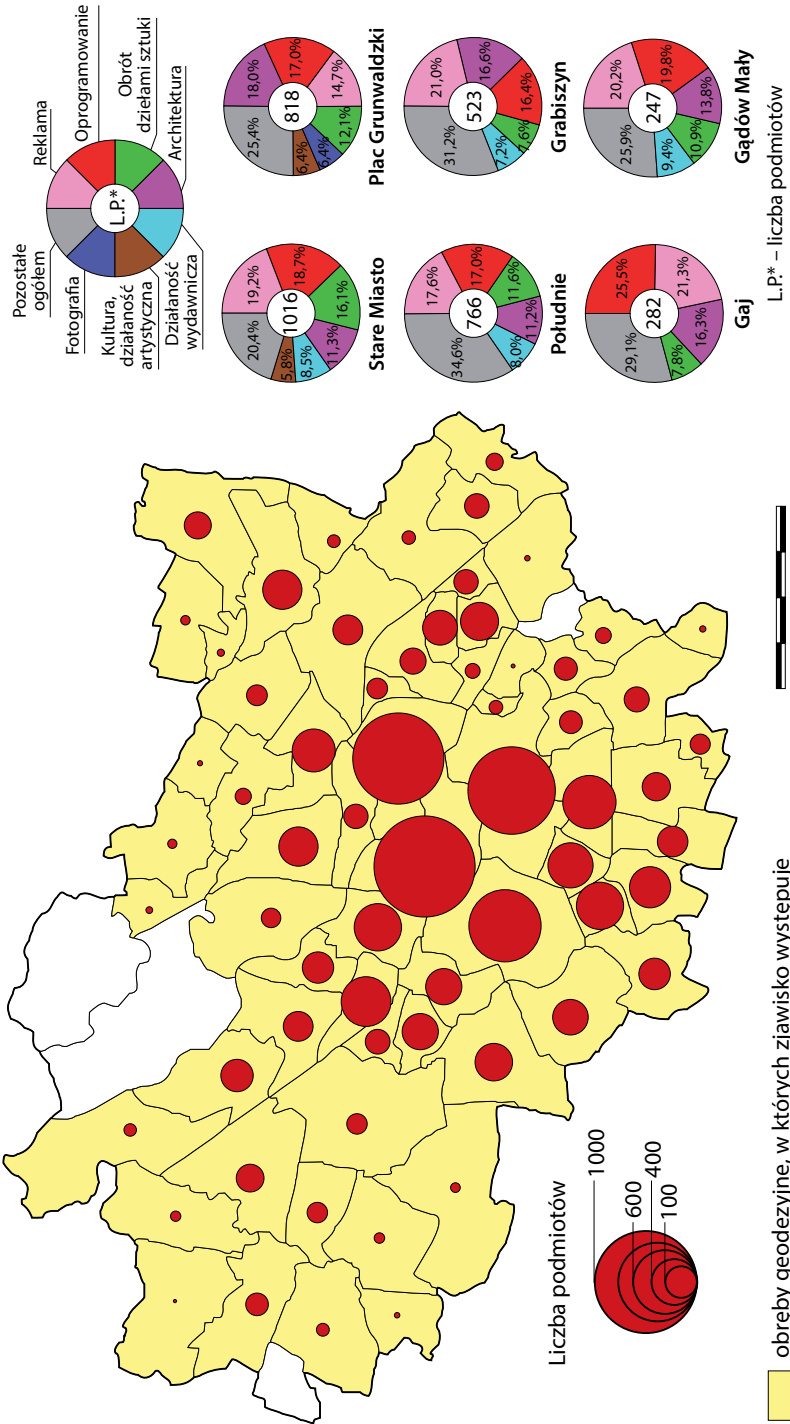 Pozostałe
ogółem
Reklama
Oprogramowanie
Obrót
dziełami sztuki
Architektura
Fotografia
Kultura,
działaność
artystyczna
Działaność
wydawnicza
L.P.*
20,4%
19,2%
18,7%
16,1%
11,3%
8,5%
5,8%
1016
Stare Miasto
25,4%
18,0%
17,0%
14,7%
12,1%
6,4%
6,4%
818
Plac Grunwaldzki
34,6%
17,6%
17,0%
11,6%
11,2%
8,0%
766
Południe
31,2%
21,0%
16,6%
16,4%
7,6%
7,2%
523
Grabiszyn
29,1%
25,5%
21,3%
16,3%
7,8%
282
Gaj
25,9%
20,2%
19,8%
13,8%
10,9%
9,4%
247
Gądów Mały
L.P.* – liczba podmiotów
Liczba podmiotów
1000
600
400
100
obręby geodezyjne, w których zjawisko występuje